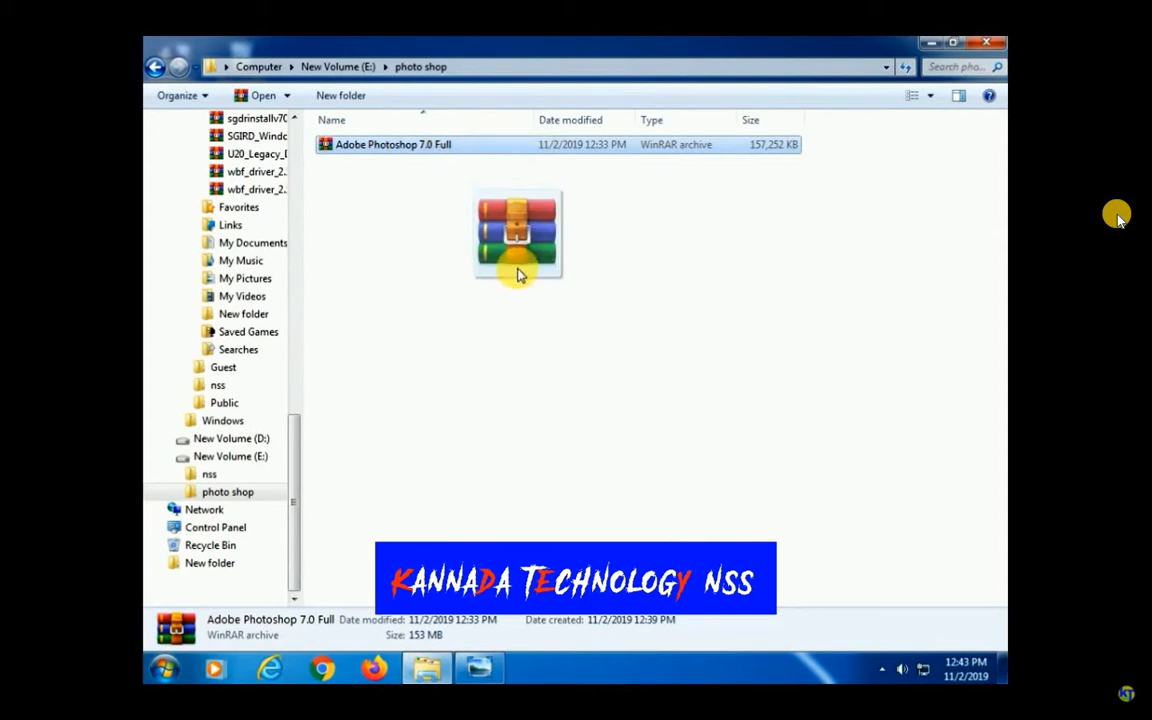 Computer New Volume (E:) photo shop
Search pho...
Organize Open New folder
sgdrinstallv70
SGIRD_Windc
U20_Legacy_D
wbf_driver_2.
wbf_driver_2.
Favorites
Links
My Documents
My Music
My Pictures
My Videos
New folder
Saved Games
Searches
Guest
nss
Public
Windows
New Volume (D:)
New Volume (E:)
nss
photo shop
Network
Control Panel
Recycle Bin
New folder
Name Date modified Type Size
Adobe Photoshop 7.0 Full 11/2/2019 12:33 PM WinRAR archive 157,252 KB
KANNADA TECHNOLOGY NSS
Adobe Photoshop 7.0 Full Date modified: 11/2/2019 12:33 PM Date created: 11/2/2019 12:39 PM
WinRAR archive Size: 153 MB
12:43 PM
11/2/2019
KT